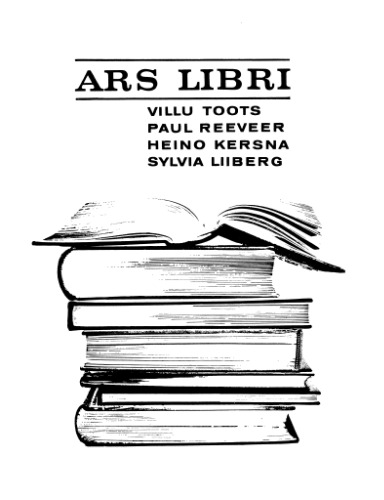 ARS LIBRI
VILLU TOOTS
PAUL REEVEER
HEINO KERSNA
SYLVIA LIIBERG